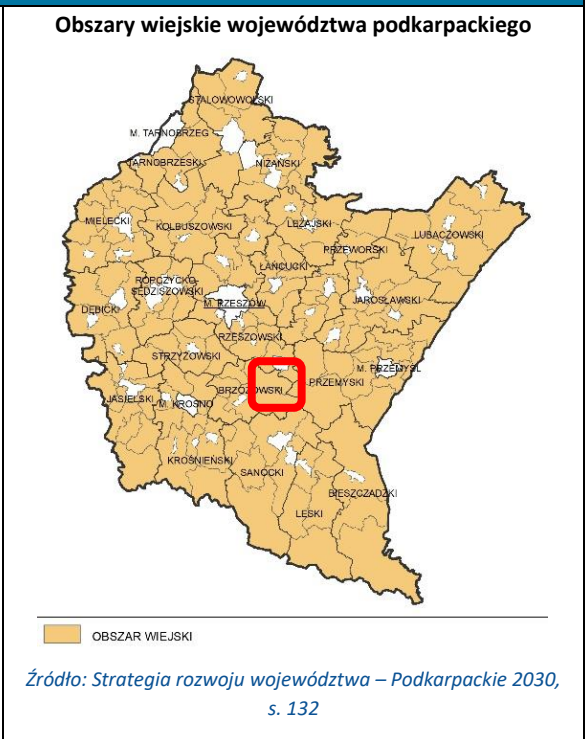 Obszary wiejskie województwa podkarpackiego
STALOWOWOLSKI
M. TARNOBRZEG
TARNOBRZESKI
NIŻAŃSKI
MIELECKI
KOLBUSZOWSKI
LEŻAJSKI
LUBACZOWSKI
PRZEWORSKI
ŁAŃCUCKI
ROPCZYCKO-
SĘDZISZOWSKI
M. RZESZÓW
JAROSŁAWSKI
DĘBICKI
RZESZOWSKI
STRZYŻOWSKI
M. PRZEMYŚL
PRZEMYSKI
BRZOZOWSKI
JASIELSKI
M. KROSNO
KROŚNIEŃSKI
SANOCKI
BIESZCZADZKI
LESKI
OBSZAR WIEJSKI
Źródło: Strategia rozwoju województwa – Podkarpackie 2030,
s. 132